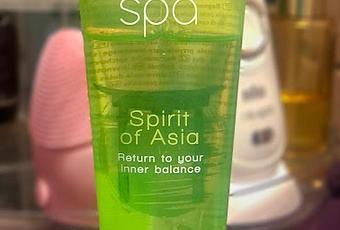 spa
Spirit
of Asia
Return to your
inner balance